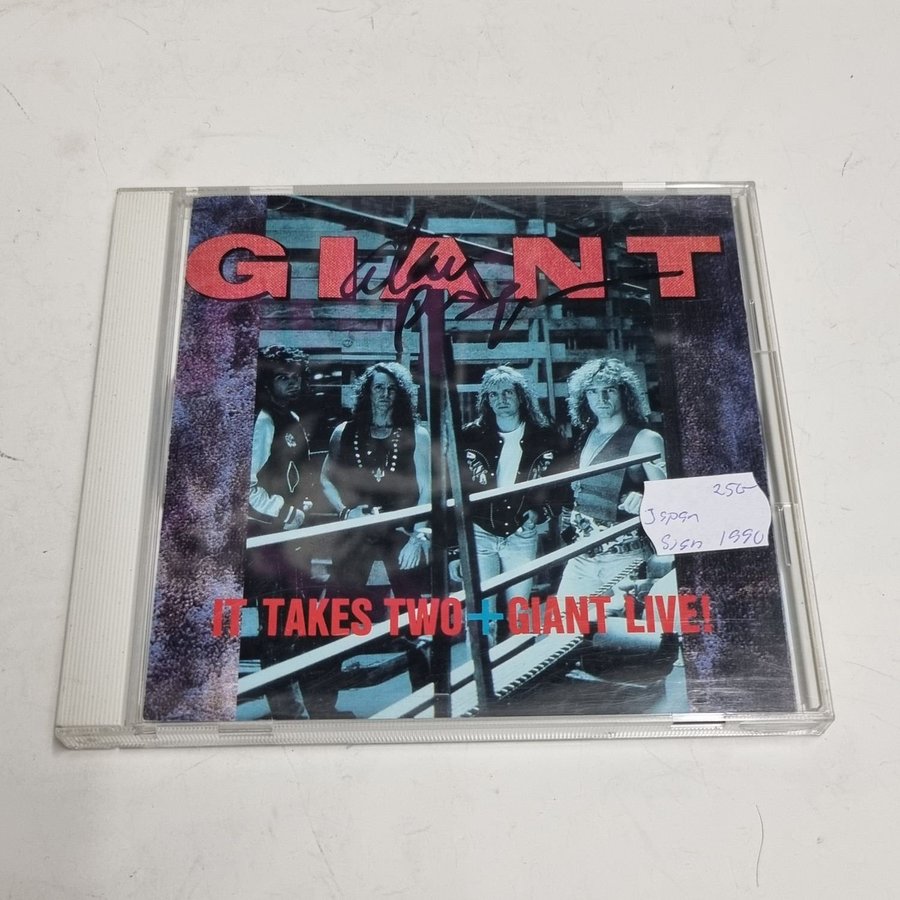 GIANT
250-
Japan
Sign 1990
IT TAKES TWO + GIANT LIVE!